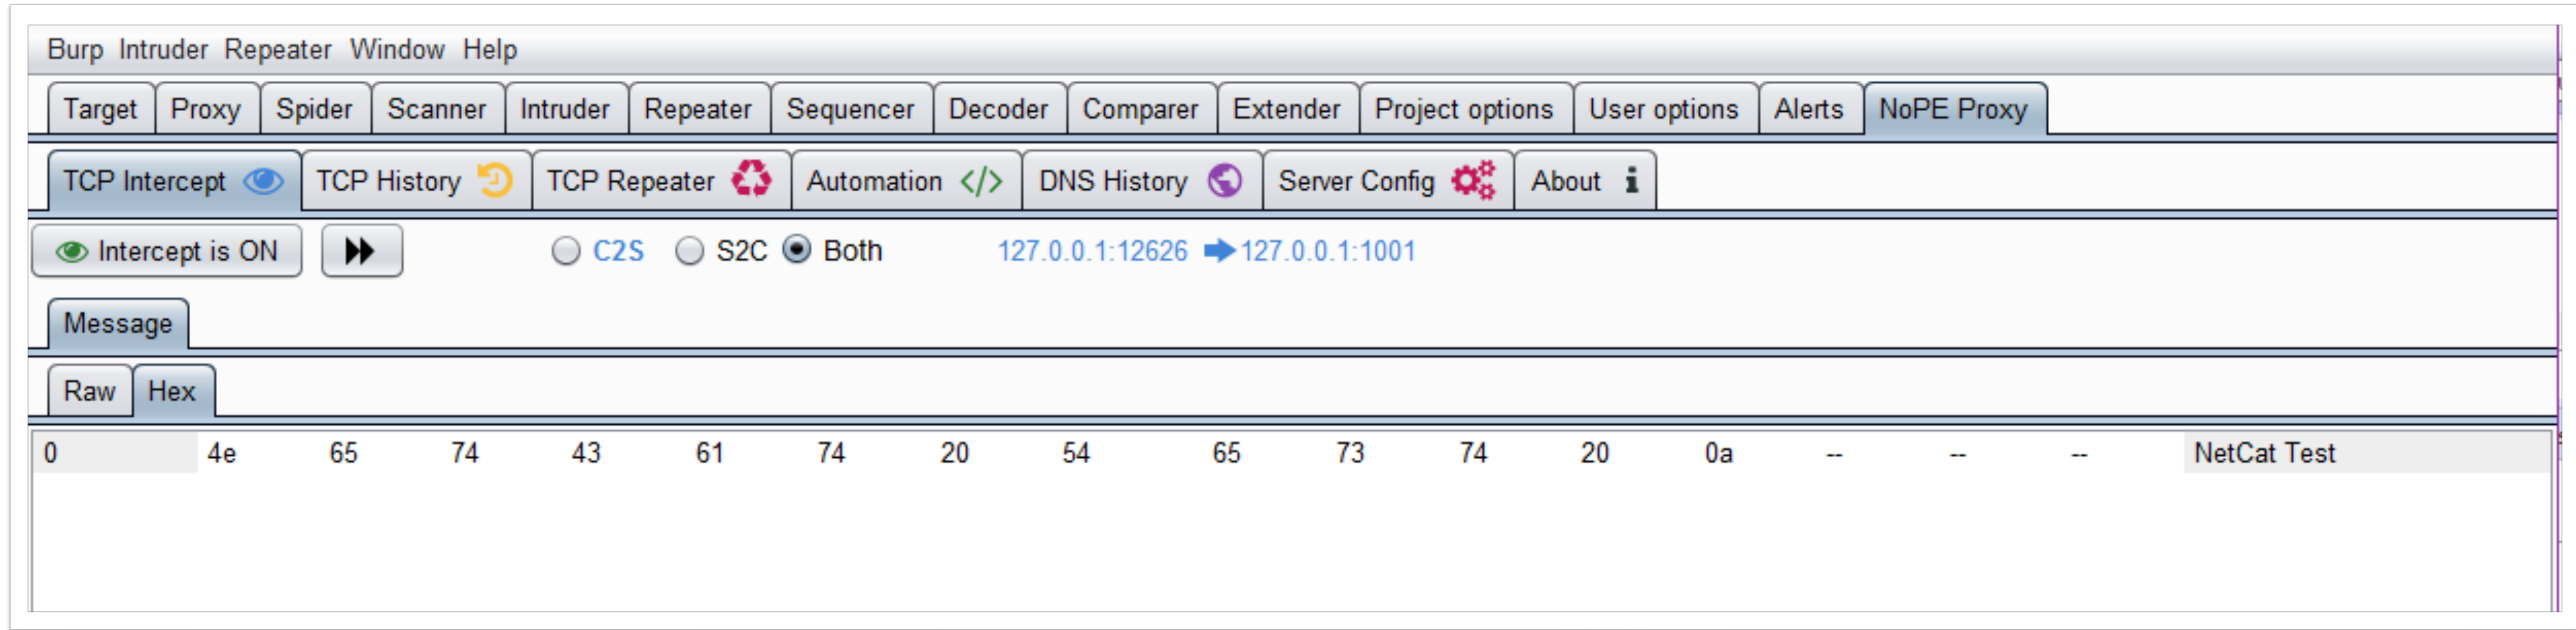 Burp Intruder Repeater Window Help
Target Proxy Spider Scanner Intruder Repeater Sequencer Decoder Comparer Extender Project options User options Alerts NoPE Proxy
TCP Intercept TCP History TCP Repeater Automation </> DNS History Server Config About i
Intercept is ON C2S S2C Both 127.0.0.1:12626 127.0.0.1:1001
Message
Raw Hex
0 4e 65 74 43 61 74 20 54 65 73 74 20 0a -- -- -- NetCat Test